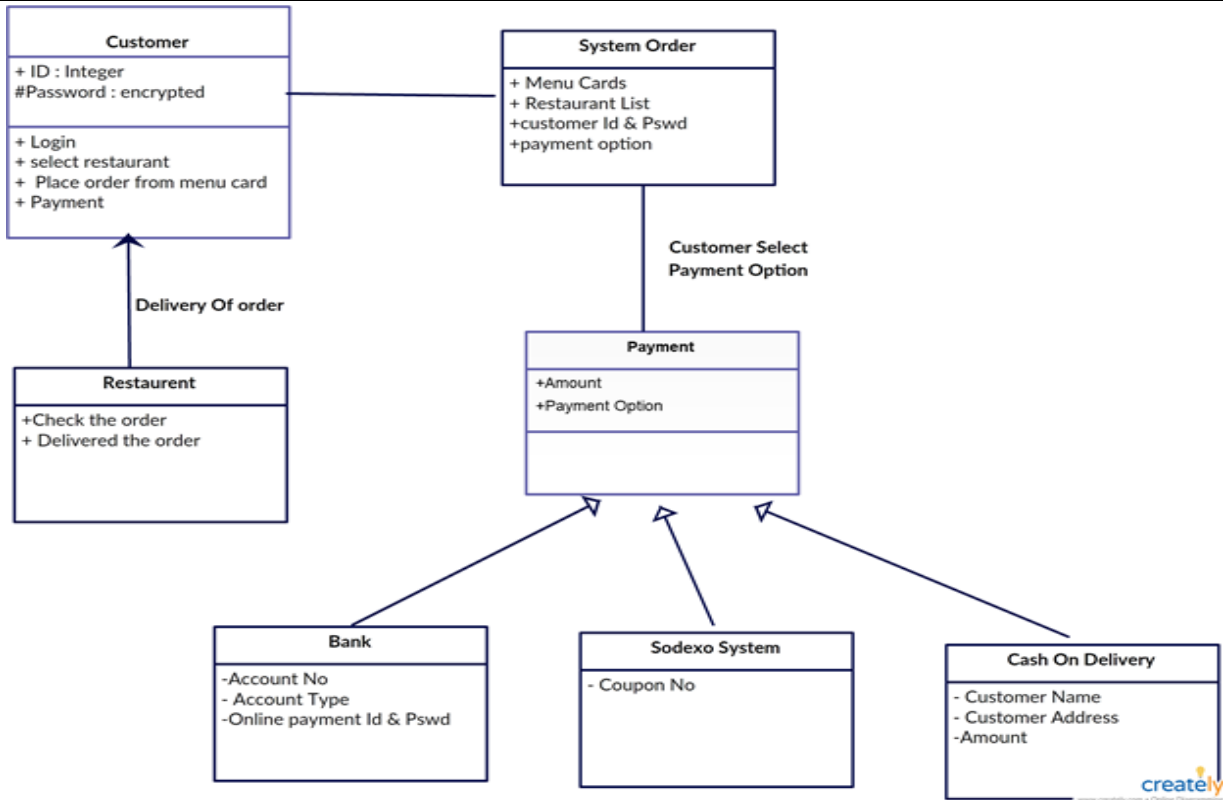 Customer
+ ID : Integer
#Password : encrypted
+ Login
+ select restaurant
+  Place order from menu card
+ Payment
System Order
+ Menu Cards
+ Restaurant List
+customer Id & Pswd
+payment option
Customer Select
Payment Option
Delivery Of order
Restaurent
+Check the order
+ Delivered the order
Payment
+Amount
+Payment Option
Bank
-Account No
- Account Type
-Online payment Id & Pswd
Sodexo System
- Coupon No
Cash On Delivery
- Customer Name
- Customer Address
-Amount
creately